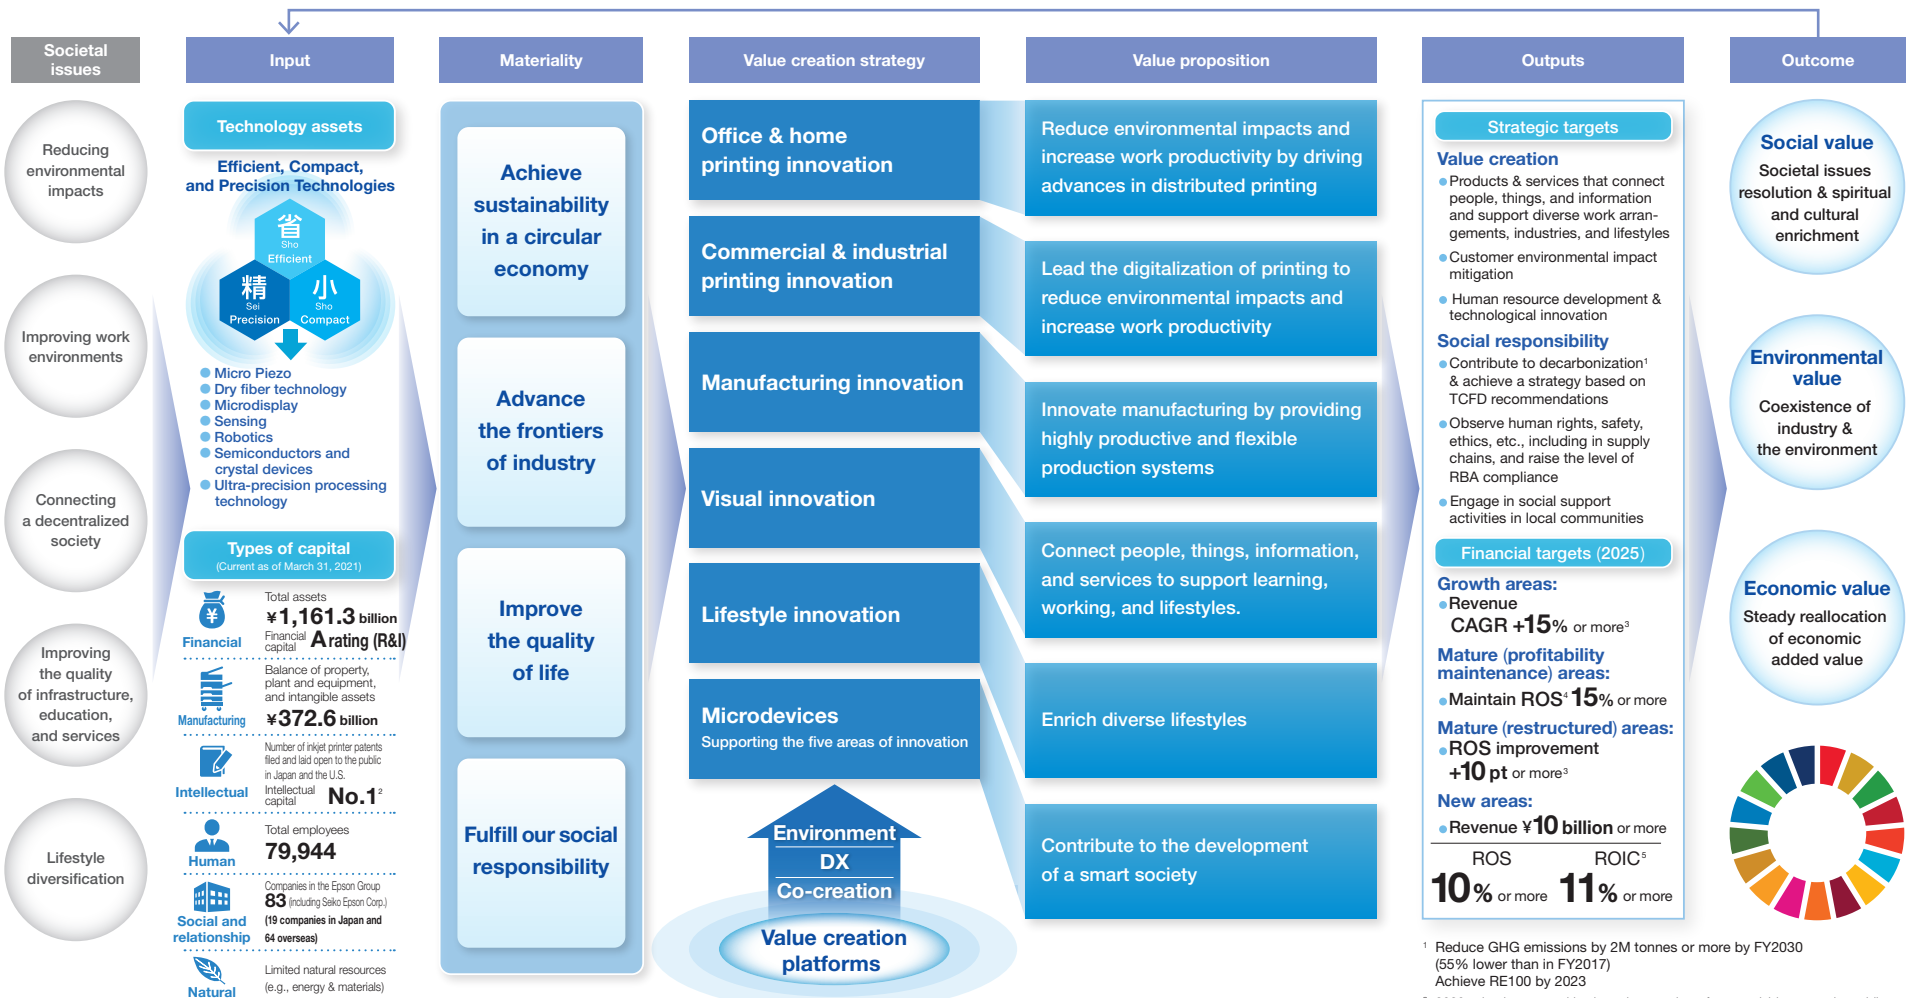 Societal
issues
Reducing
environmental
impacts
Improving work
environments
Connecting
a decentralized
society
Improving
the quality
of infrastructure,
education,
and services
Lifestyle
diversification
Input
Technology assets
Efficient, Compact,
and Precision Technologies
省
Sho
Efficient
精
Sei
Precision
小
Sho
Compact
Micro Piezo
Dry fiber technology
Microdisplay
Sensing
Robotics
Semiconductors and
crystal devices
Ultra-precision processing
technology
Types of capital
(Current as of March 31, 2021)
¥
Financial
Total assets
¥1,161.3 billion
Financial
capital A rating (R&I)
Manufacturing
Balance of property,
plant and equipment,
and intangible assets
¥372.6 billion
Intellectual
Number of inkjet printer patents
filed and laid open to the public
in Japan and the U.S.
Intellectual
capital No.1²
Human
Total employees
79,944
Social and
relationship
Companies in the Epson Group
83 (including Seiko Epson Corp.)
(19 companies in Japan and
64 overseas)
Natural
Limited natural resources
(e.g., energy & materials)
Materiality
Achieve
sustainability
in a circular
economy
Advance
the frontiers
of industry
Improve
the quality
of life
Fulfill our social
responsibility
Value creation strategy
Office & home
printing innovation
Commercial & industrial
printing innovation
Manufacturing innovation
Visual innovation
Lifestyle innovation
Microdevices
Supporting the five areas of innovation
Environment
DX
Co-creation
Value creation
platforms
Value proposition
Reduce environmental impacts and
increase work productivity by driving
advances in distributed printing
Lead the digitalization of printing to
reduce environmental impacts and
increase work productivity
Innovate manufacturing by providing
highly productive and flexible
production systems
Connect people, things, information,
and services to support learning,
working, and lifestyles.
Enrich diverse lifestyles
Contribute to the development
of a smart society
Outputs
Strategic targets
Value creation
Products & services that connect
people, things, and information
and support diverse work arran-
gements, industries, and lifestyles
Customer environmental impact
mitigation
Human resource development &
technological innovation
Social responsibility
Contribute to decarbonization¹
& achieve a strategy based on
TCFD recommendations
Observe human rights, safety,
ethics, etc., including in supply
chains, and raise the level of
RBA compliance
Engage in social support
activities in local communities
Financial targets (2025)
Growth areas:
Revenue
CAGR +15% or more³
Mature (profitability
maintenance) areas:
Maintain ROS⁴ 15% or more
Mature (restructured) areas:
ROS improvement
+10 pt or more³
New areas:
Revenue ¥10 billion or more
ROS
10% or more
ROIC⁵
11% or more
¹ Reduce GHG emissions by 2M tonnes or more by FY2030
(55% lower than in FY2017)
Achieve RE100 by 2023
Outcome
Social value
Societal issues
resolution & spiritual
and cultural
enrichment
Environmental
value
Coexistence of
industry &
the environment
Economic value
Steady reallocation
of economic
added value